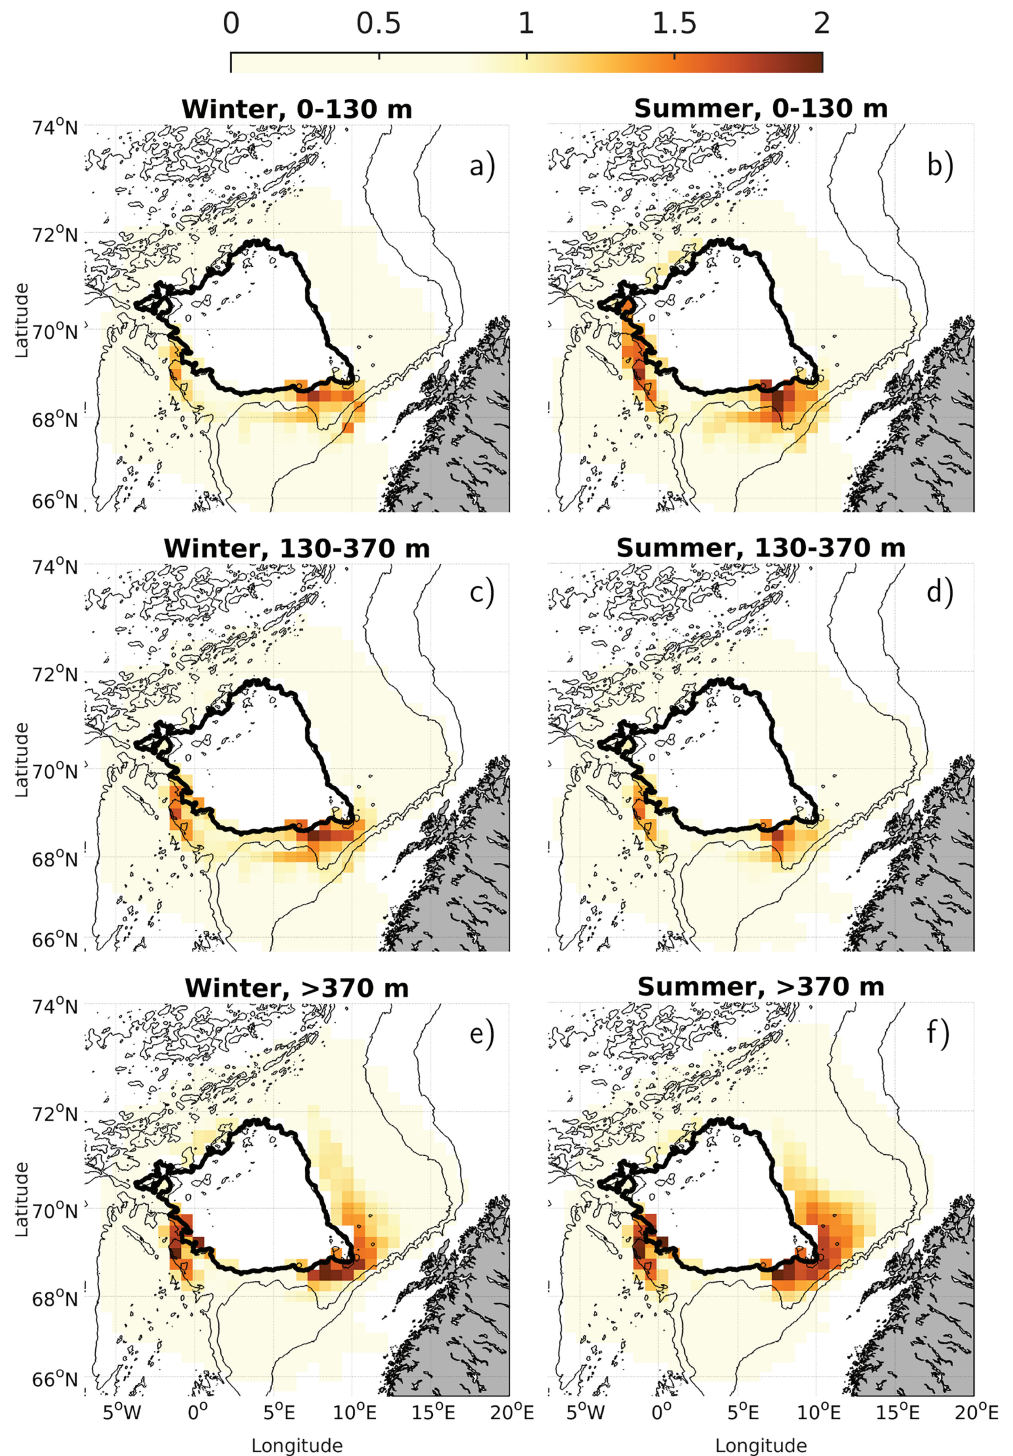 0 0.5 1 1.5 2
Winter, 0-130 m Summer, 0-130 m
74°N
a) b)
72°N
70°N
68°N
66°N
Latitude
Winter, 130-370 m Summer, 130-370 m
74°N
c) d)
72°N
70°N
68°N
66°N
Latitude
Winter, >370 m Summer, >370 m
74°N
e) f)
72°N
70°N
68°N
66°N
Latitude
5°W 0° 5°E 10°E 15°E 5°W 0° 5°E 10°E 15°E 20°E
Longitude Longitude